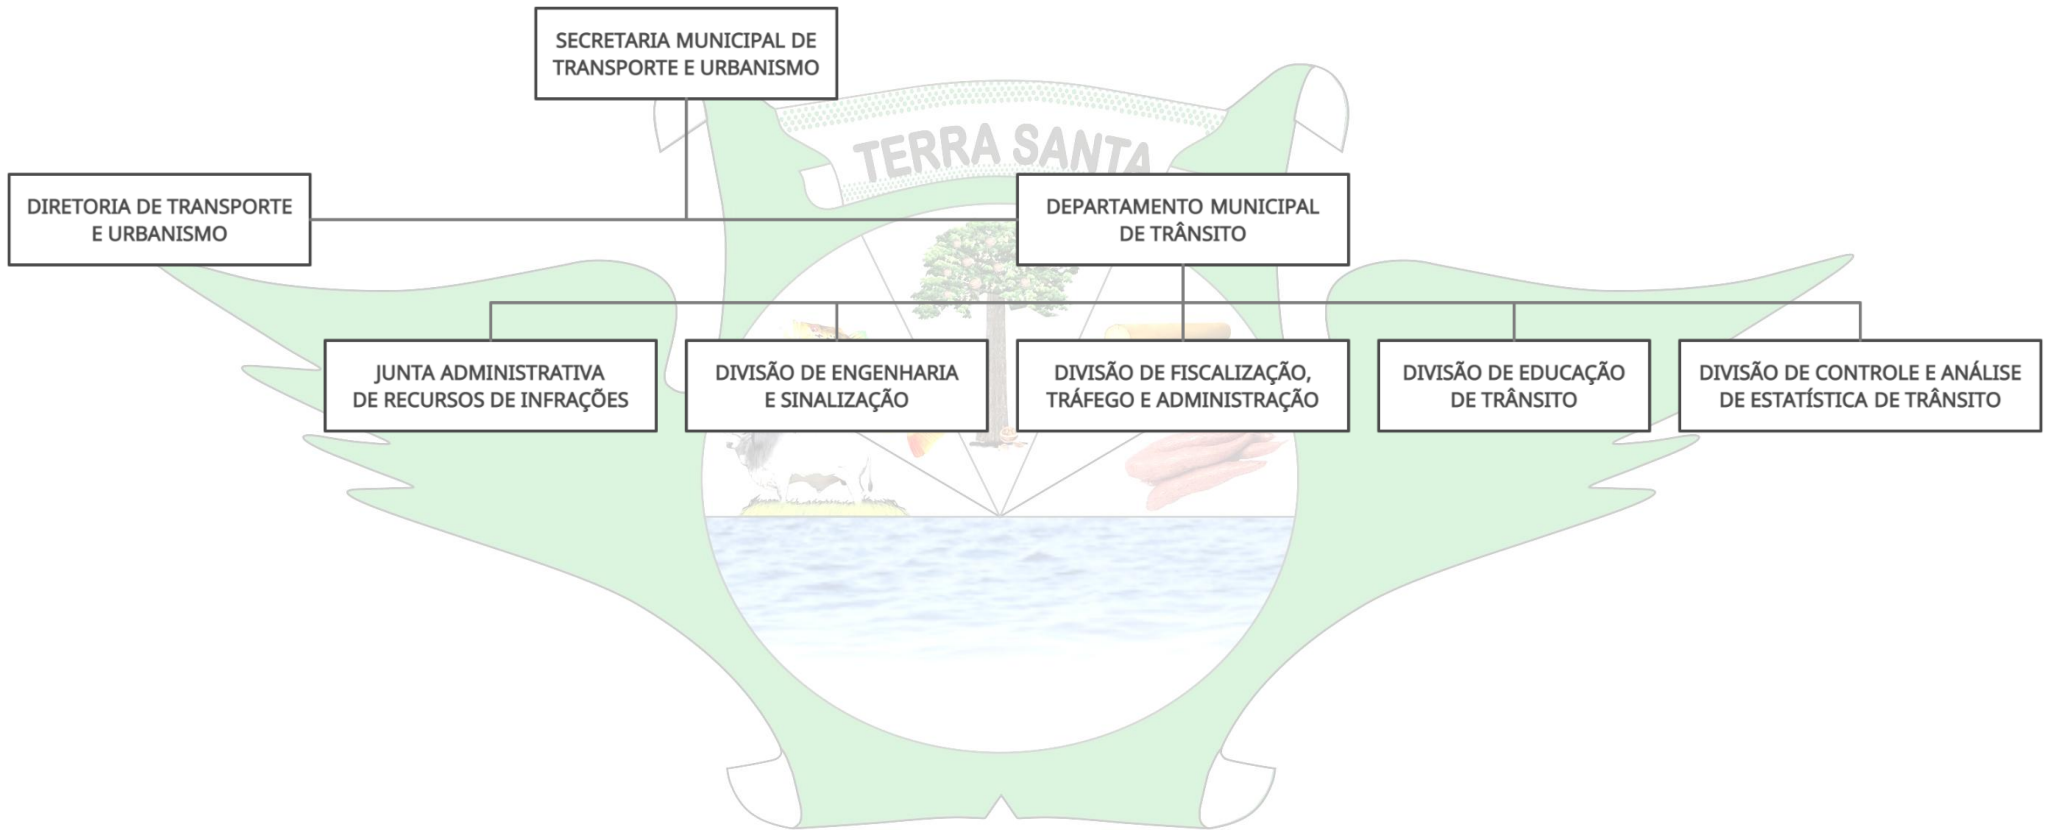 SECRETARIA MUNICIPAL DE
TRANSPORTE E URBANISMO
TERRA SANTA
DIRETORIA DE TRANSPORTE
E URBANISMO
DEPARTAMENTO MUNICIPAL
DE TRÂNSITO
JUNTA ADMINISTRATIVA
DE RECURSOS DE INFRAÇÕES
DIVISÃO DE ENGENHARIA
E SINALIZAÇÃO
DIVISÃO DE FISCALIZAÇÃO,
TRÁFEGO E ADMINISTRAÇÃO
DIVISÃO DE EDUCAÇÃO
DE TRÂNSITO
DIVISÃO DE CONTROLE E ANÁLISE
DE ESTATÍSTICA DE TRÂNSITO